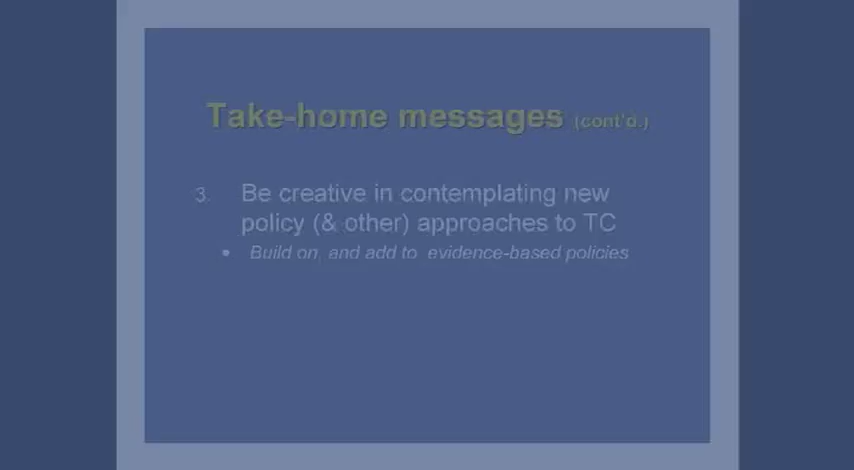 Take-home messages (cont'd.)
3. Be creative in contemplating new
policy (& other) approaches to TC
• Build on, and add to, evidence-based policies